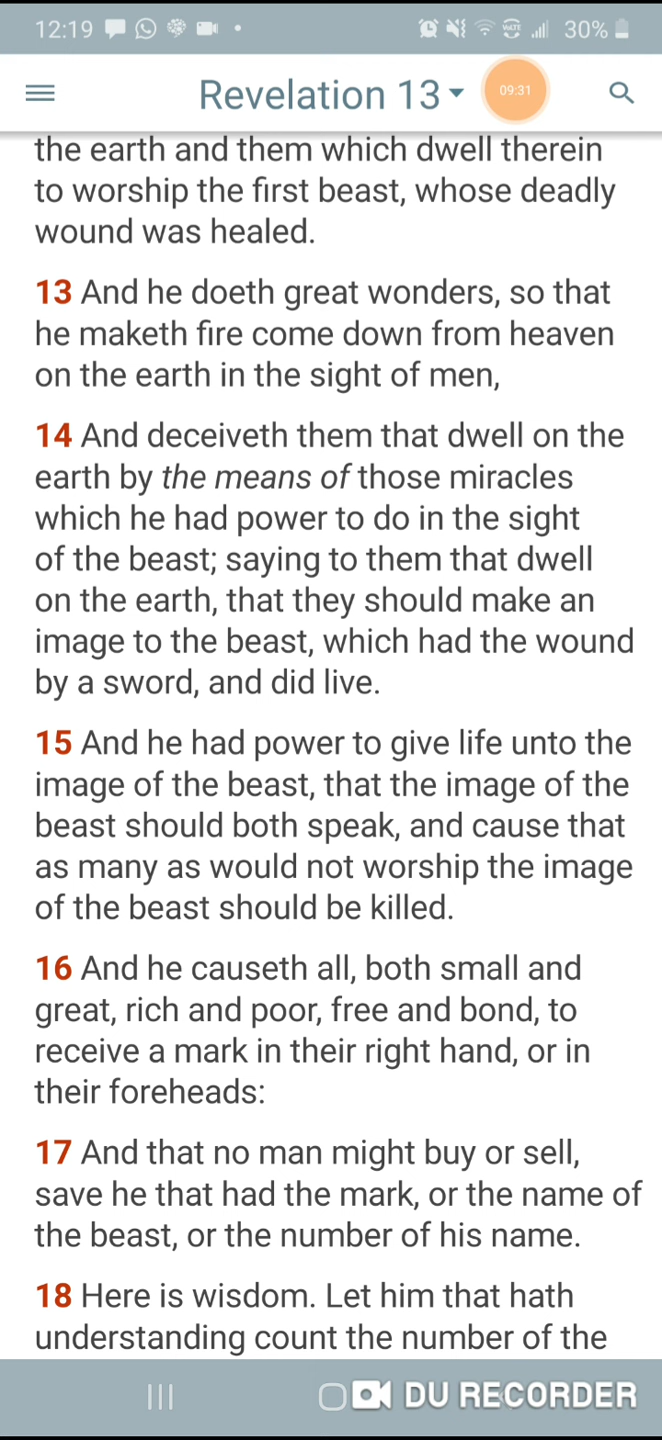 12:19
VoLTE
30%
Revelation 13
09:31
the earth and them which dwell therein
to worship the first beast, whose deadly
wound was healed.
13 And he doeth great wonders, so that
he maketh fire come down from heaven
on the earth in the sight of men,
14 And deceiveth them that dwell on the
earth by the means of those miracles
which he had power to do in the sight
of the beast; saying to them that dwell
on the earth, that they should make an
image to the beast, which had the wound
by a sword, and did live.
15 And he had power to give life unto the
image of the beast, that the image of the
beast should both speak, and cause that
as many as would not worship the image
of the beast should be killed.
16 And he causeth all, both small and
great, rich and poor, free and bond, to
receive a mark in their right hand, or in
their foreheads:
17 And that no man might buy or sell,
save he that had the mark, or the name of
the beast, or the number of his name.
18 Here is wisdom. Let him that hath
understanding count the number of the
DU RECORDER